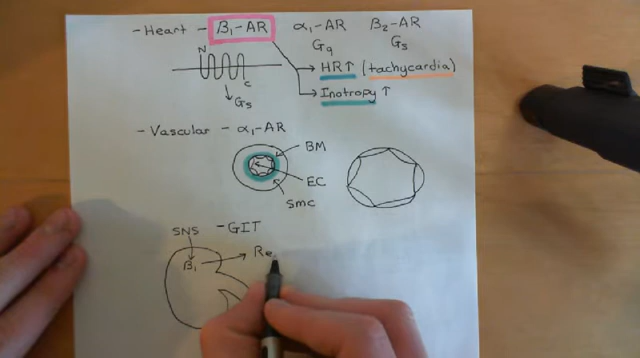 - Heart - β₁-AR α₁-AR β₂-AR
Gq Gs
N
C
→ HR↑ (tachycardia)
↓ Gs
→ Inotropy ↑
- Vascular - α₁-AR
BM
EC
SMC
SNS - GIT
β₁ → Re